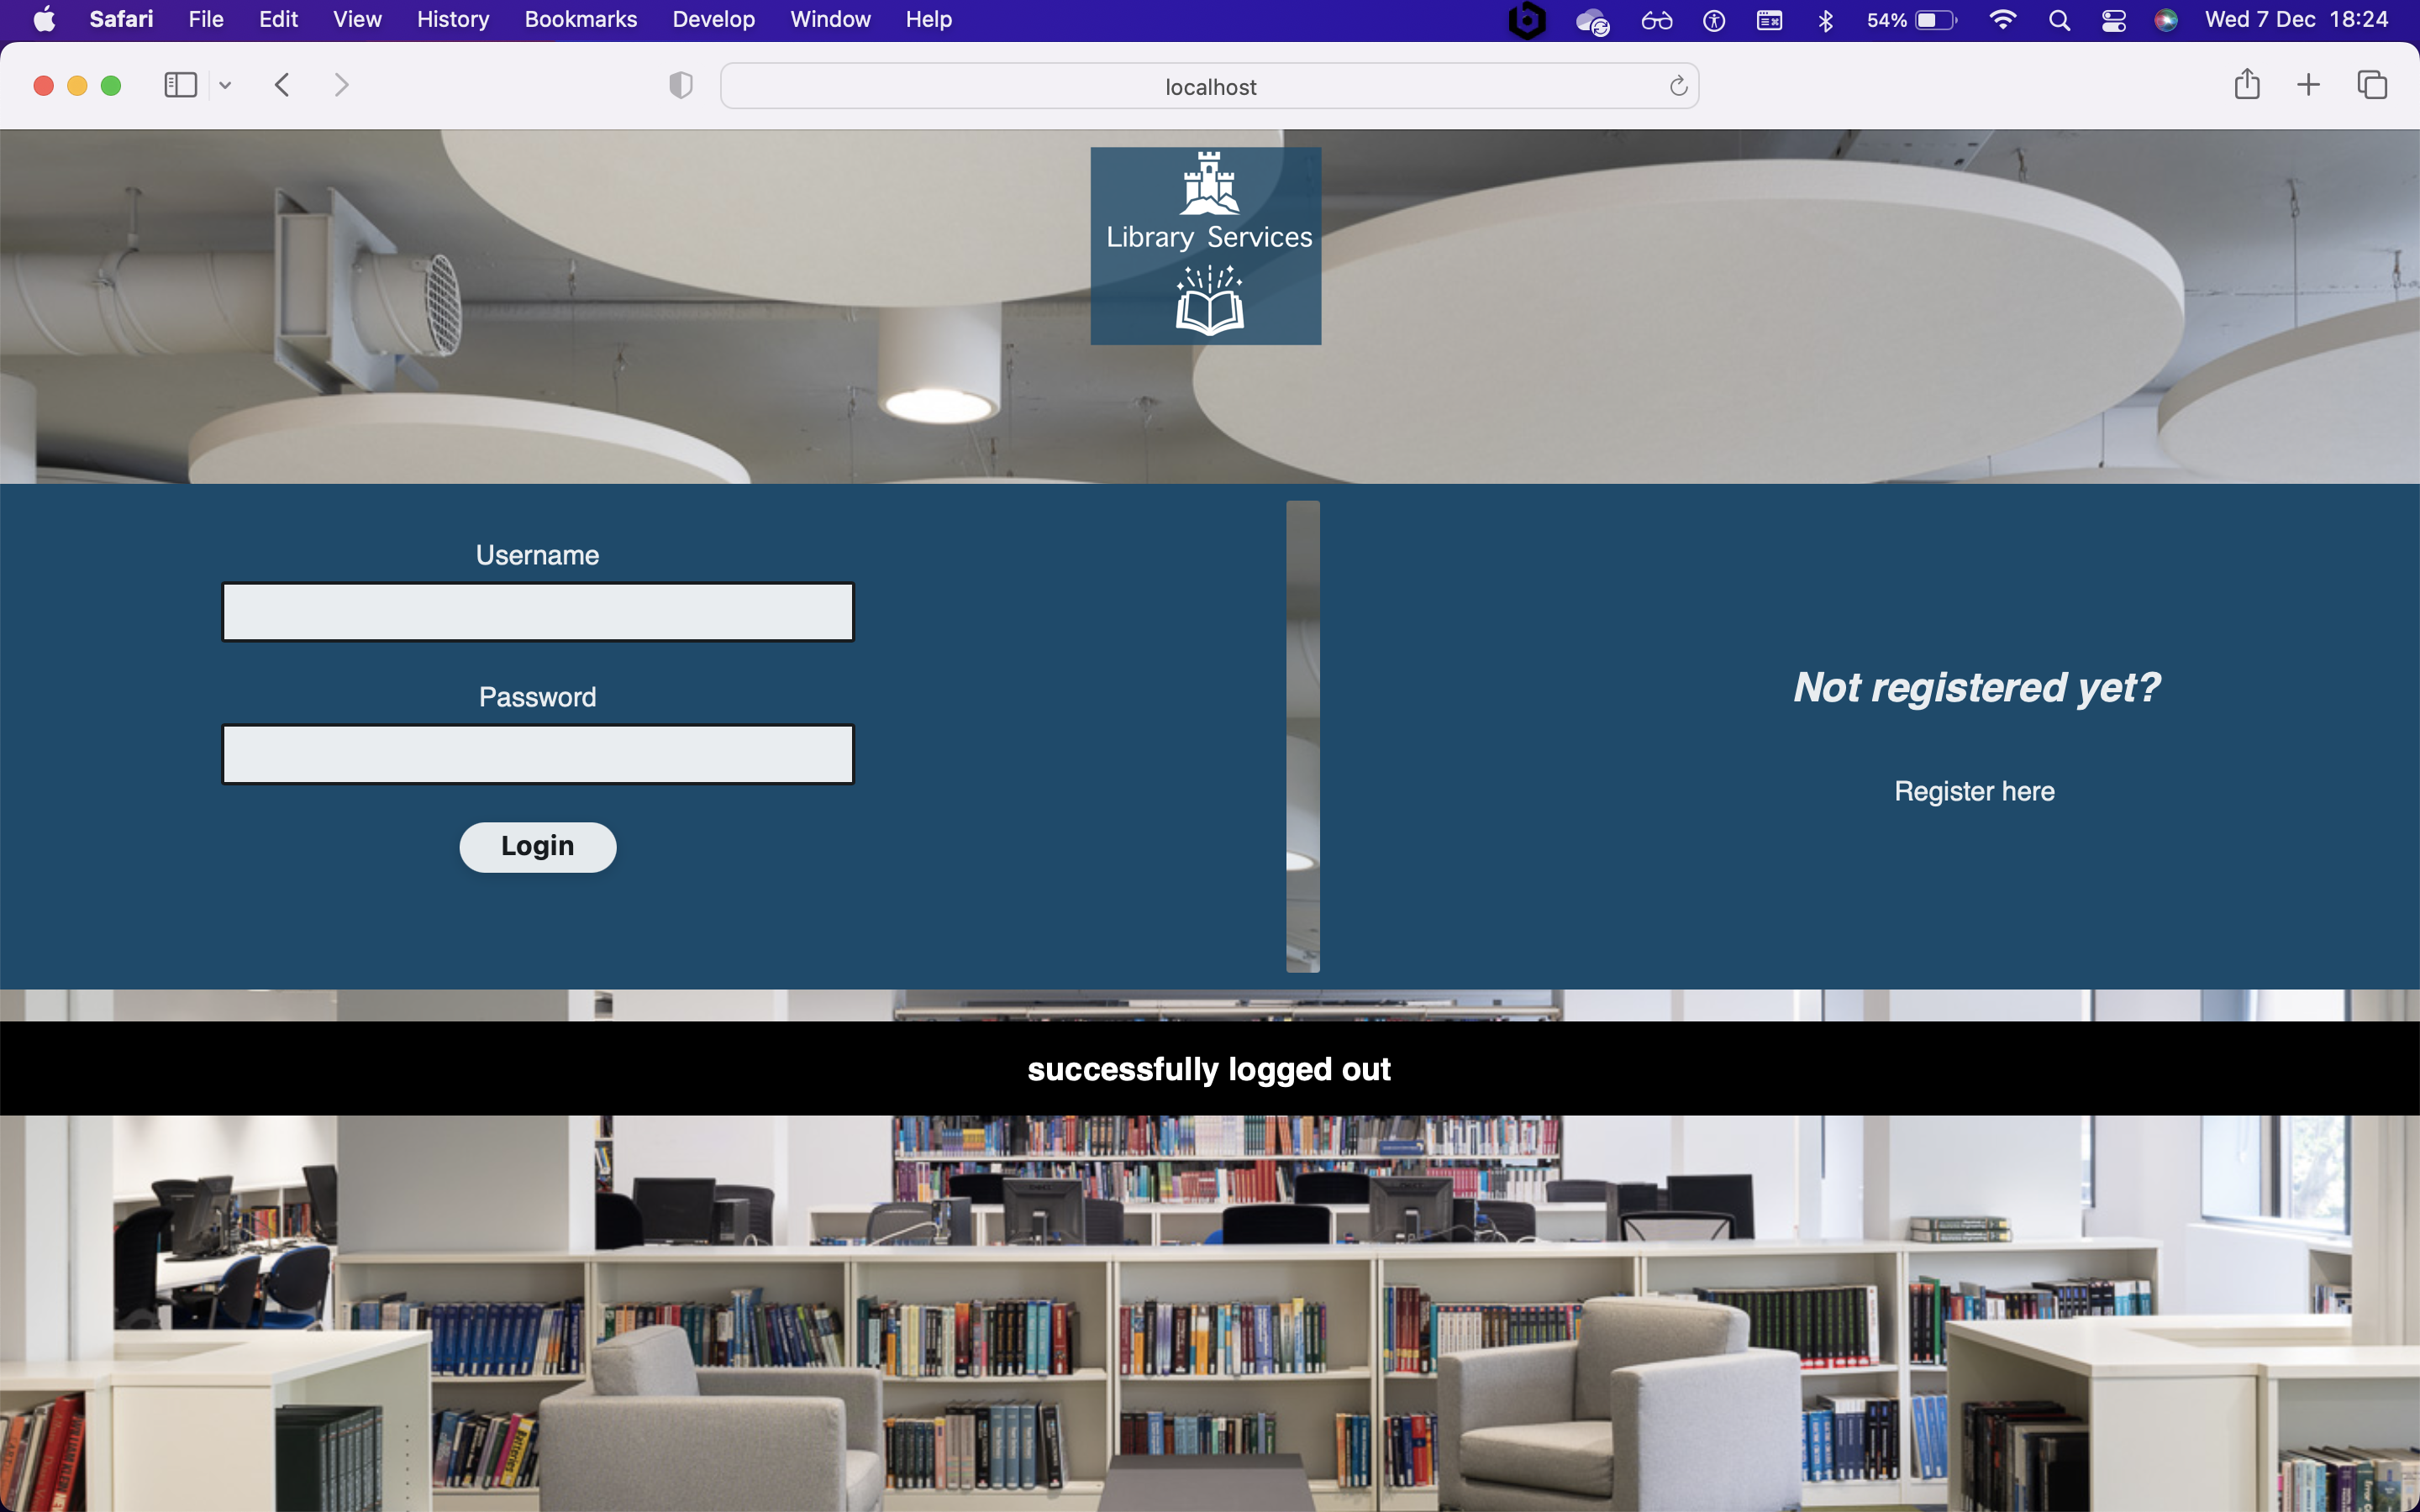 Safari File Edit View History Bookmarks Develop Window Help 54% Wed 7 Dec 18:24
localhost
Library Services
Username
Password
Login
Not registered yet?
Register here
successfully logged out